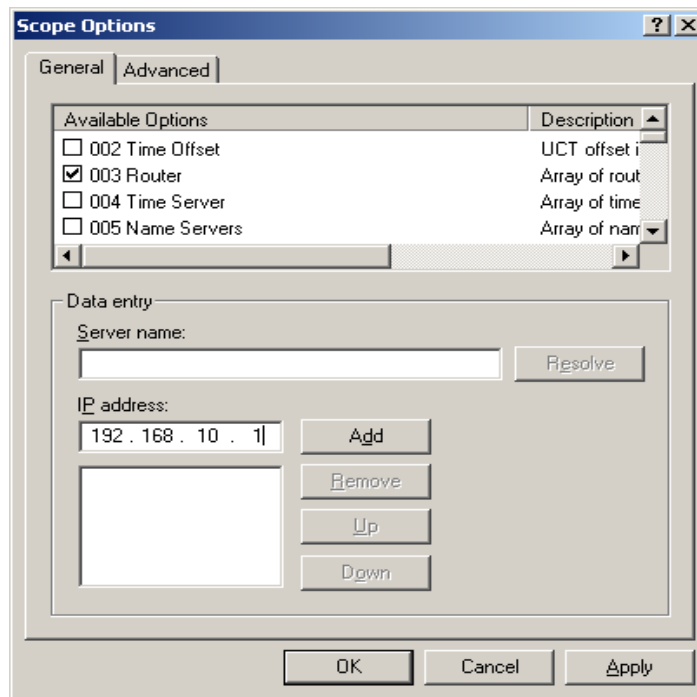 Scope Options
General Advanced
Available Options Description
002 Time Offset UCT offset i
003 Router Array of rout
004 Time Server Array of time
005 Name Servers Array of nam
Data entry
Server name:
Resolve
IP address:
192 . 168 . 10 . 1 Add
Remove
Up
Down
OK Cancel Apply